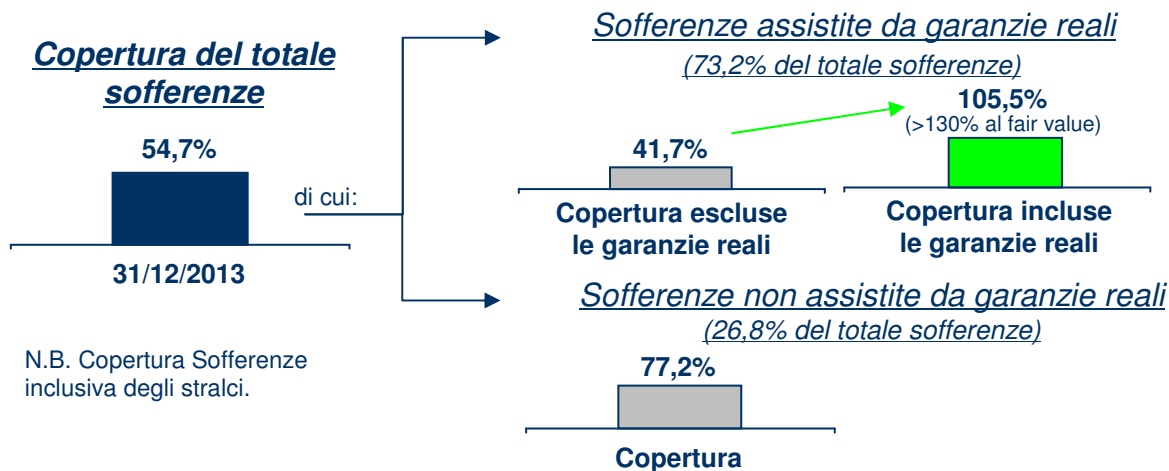 Copertura del totale
sofferenze
54,7%
31/12/2013
di cui:
N.B. Copertura Sofferenze
inclusiva degli stralci.
Sofferenze assistite da garanzie reali
(73,2% del totale sofferenze)
41,7%
Copertura escluse
le garanzie reali
105,5%
(>130% al fair value)
Copertura incluse
le garanzie reali
Sofferenze non assistite da garanzie reali
(26,8% del totale sofferenze)
77,2%
Copertura